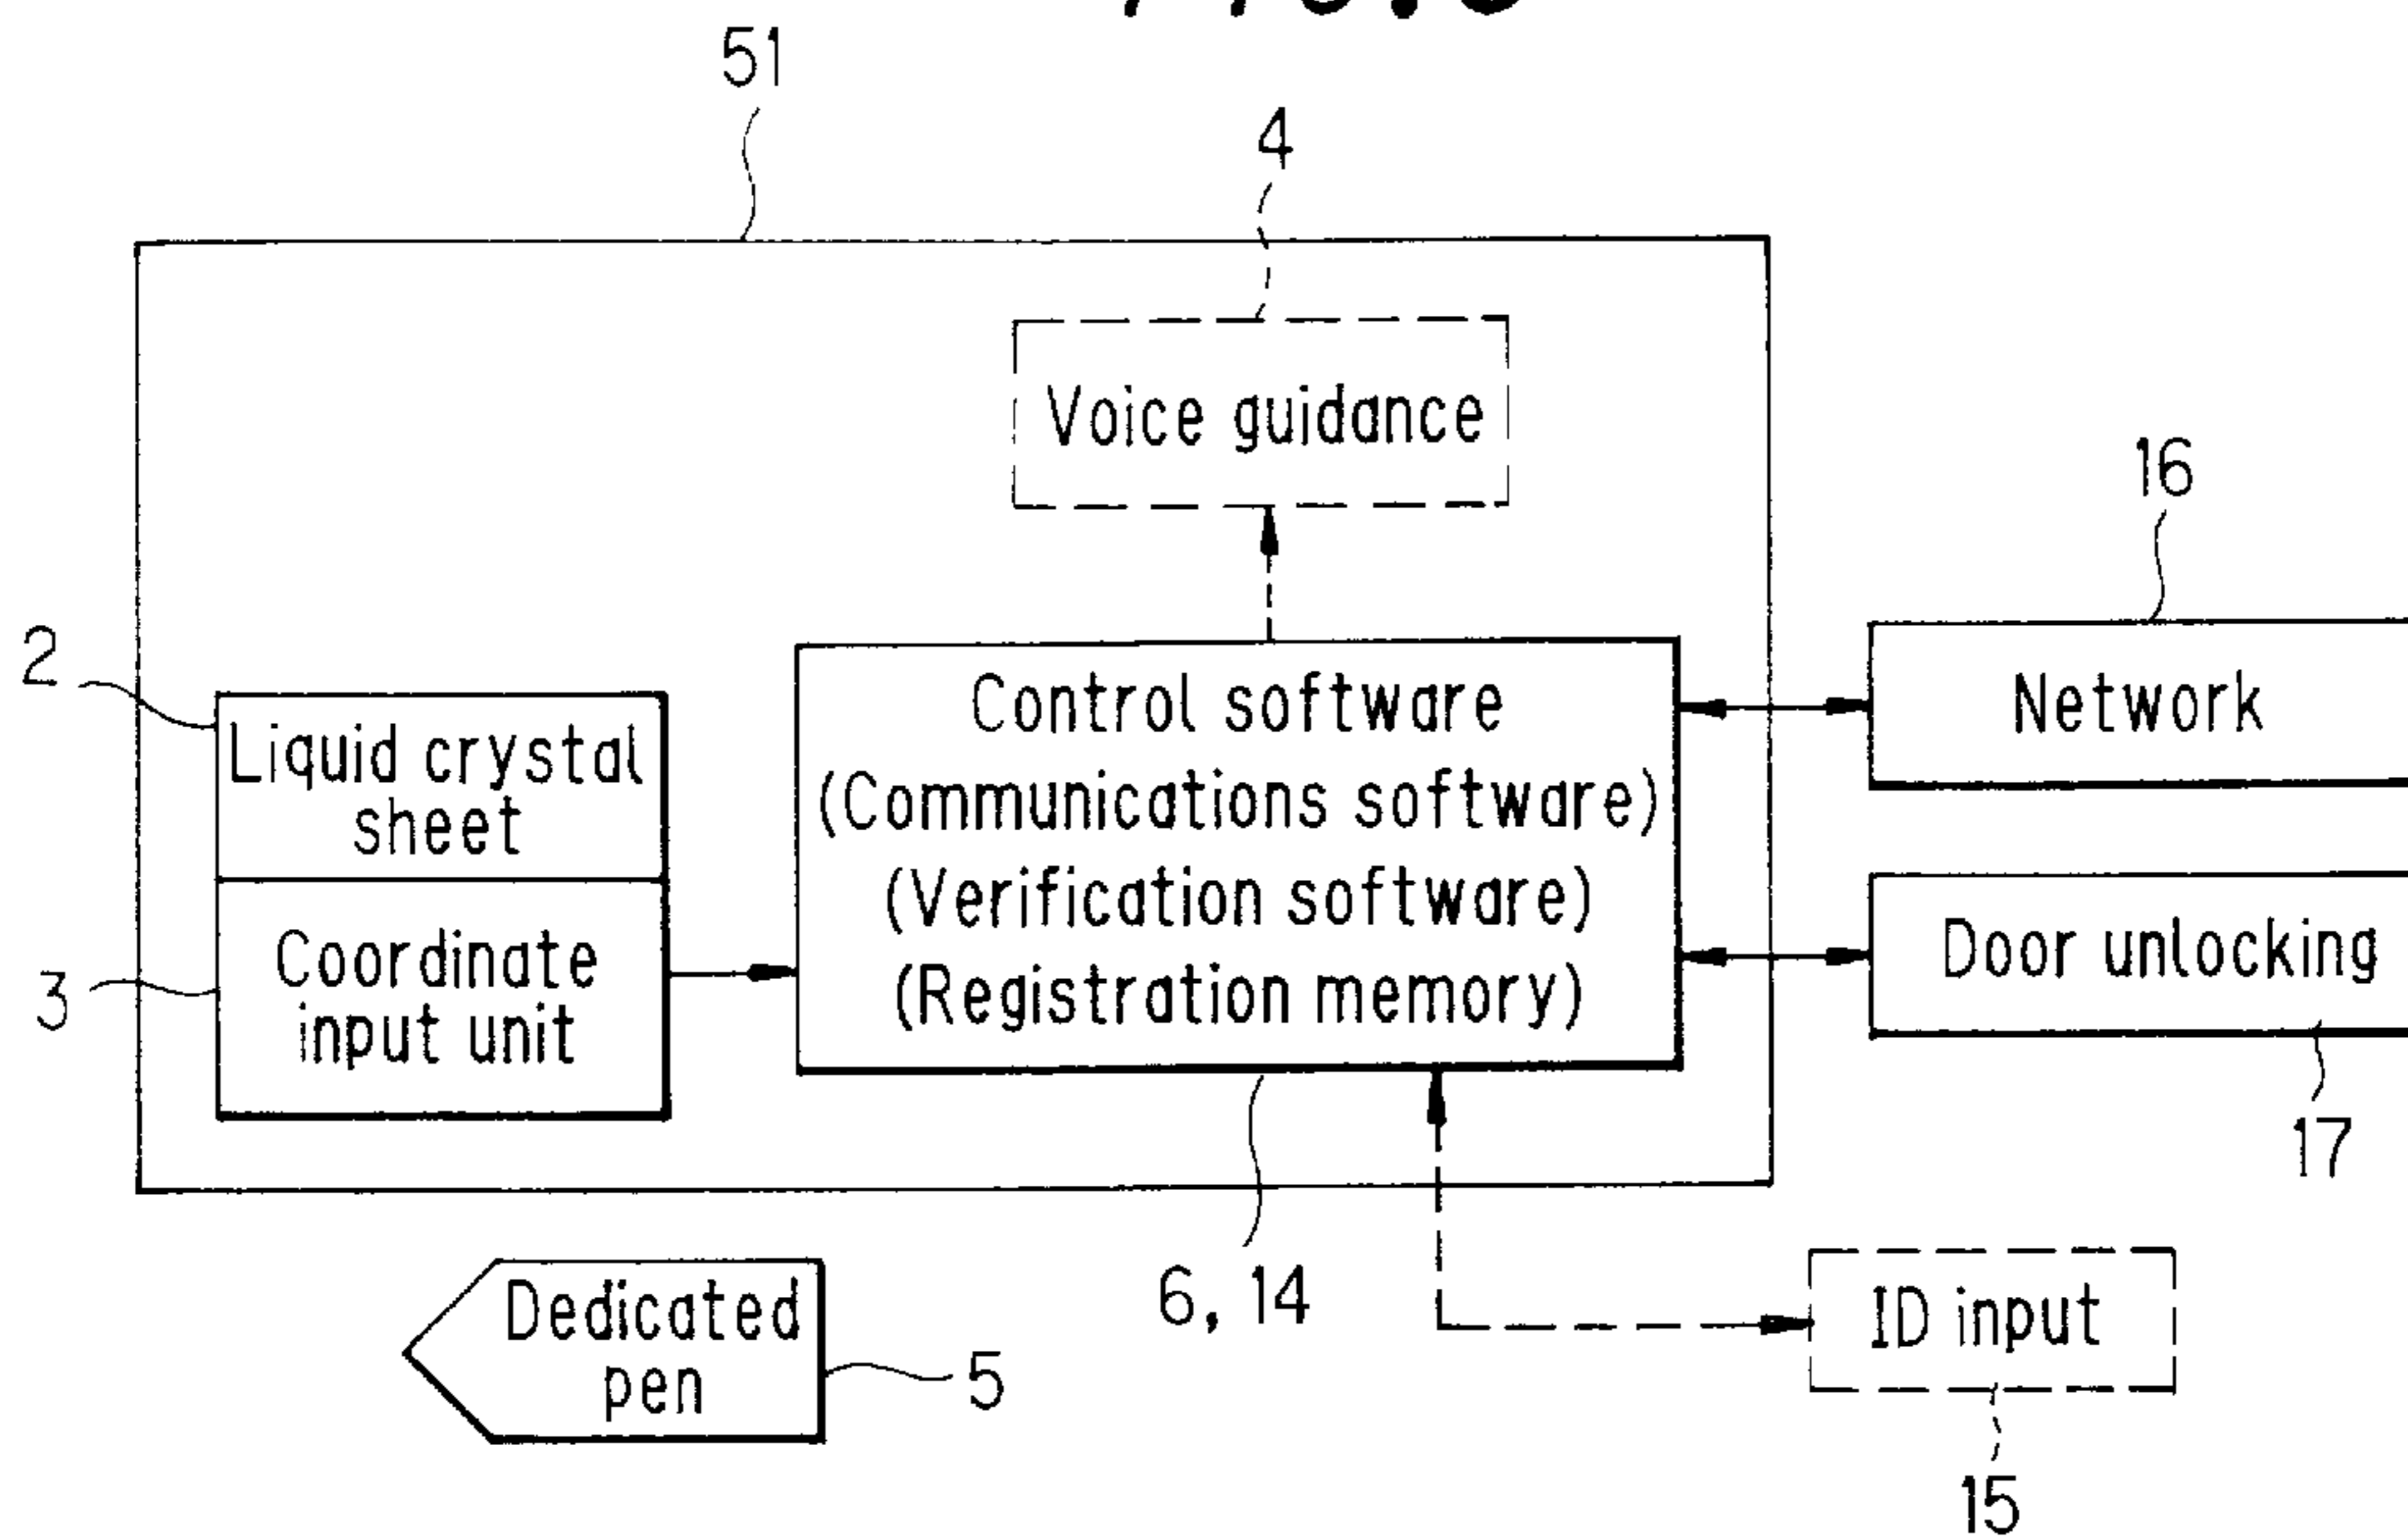 51
4
Voice guidance
16
2
Liquid crystal
sheet
Control software
(Communications software)
(Verification software)
(Registration memory)
Network
3
Coordinate
input unit
Door unlocking
17
6, 14
Dedicated
pen
5
ID input
15